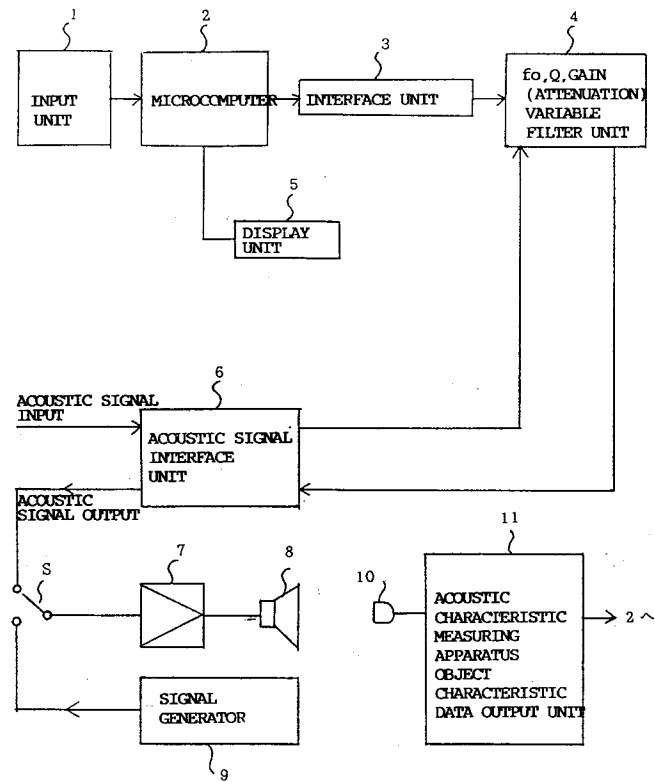 1
2
3
4
INPUT
UNIT
MICROCOMPUTER
INTERFACE UNIT
fo,Q,GAIN
(ATTENUATION)
VARIABLE
FILTER UNIT
5
DISPLAY
UNIT
6
ACOUSTIC SIGNAL
INPUT
ACOUSTIC SIGNAL
INTERFACE
UNIT
ACOUSTIC
SIGNAL OUTPUT
S
7
8
10
11
ACOUSTIC
CHARACTERISTIC
MEASURING
APPARATUS
OBJECT
CHARACTERISTIC
DATA OUTPUT UNIT
2~
SIGNAL
GENERATOR
9